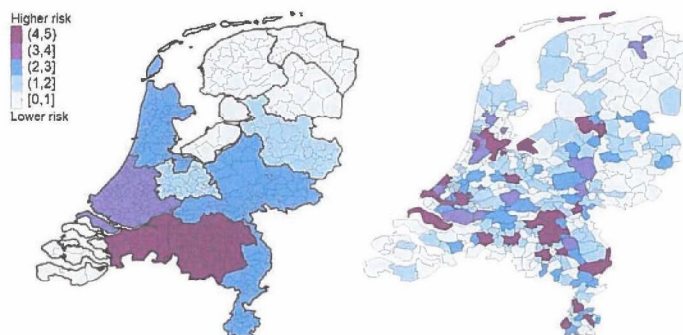 Higher risk
(4,5)
(3,4]
(2,3]
(1,2]
[0,1]
Lower risk